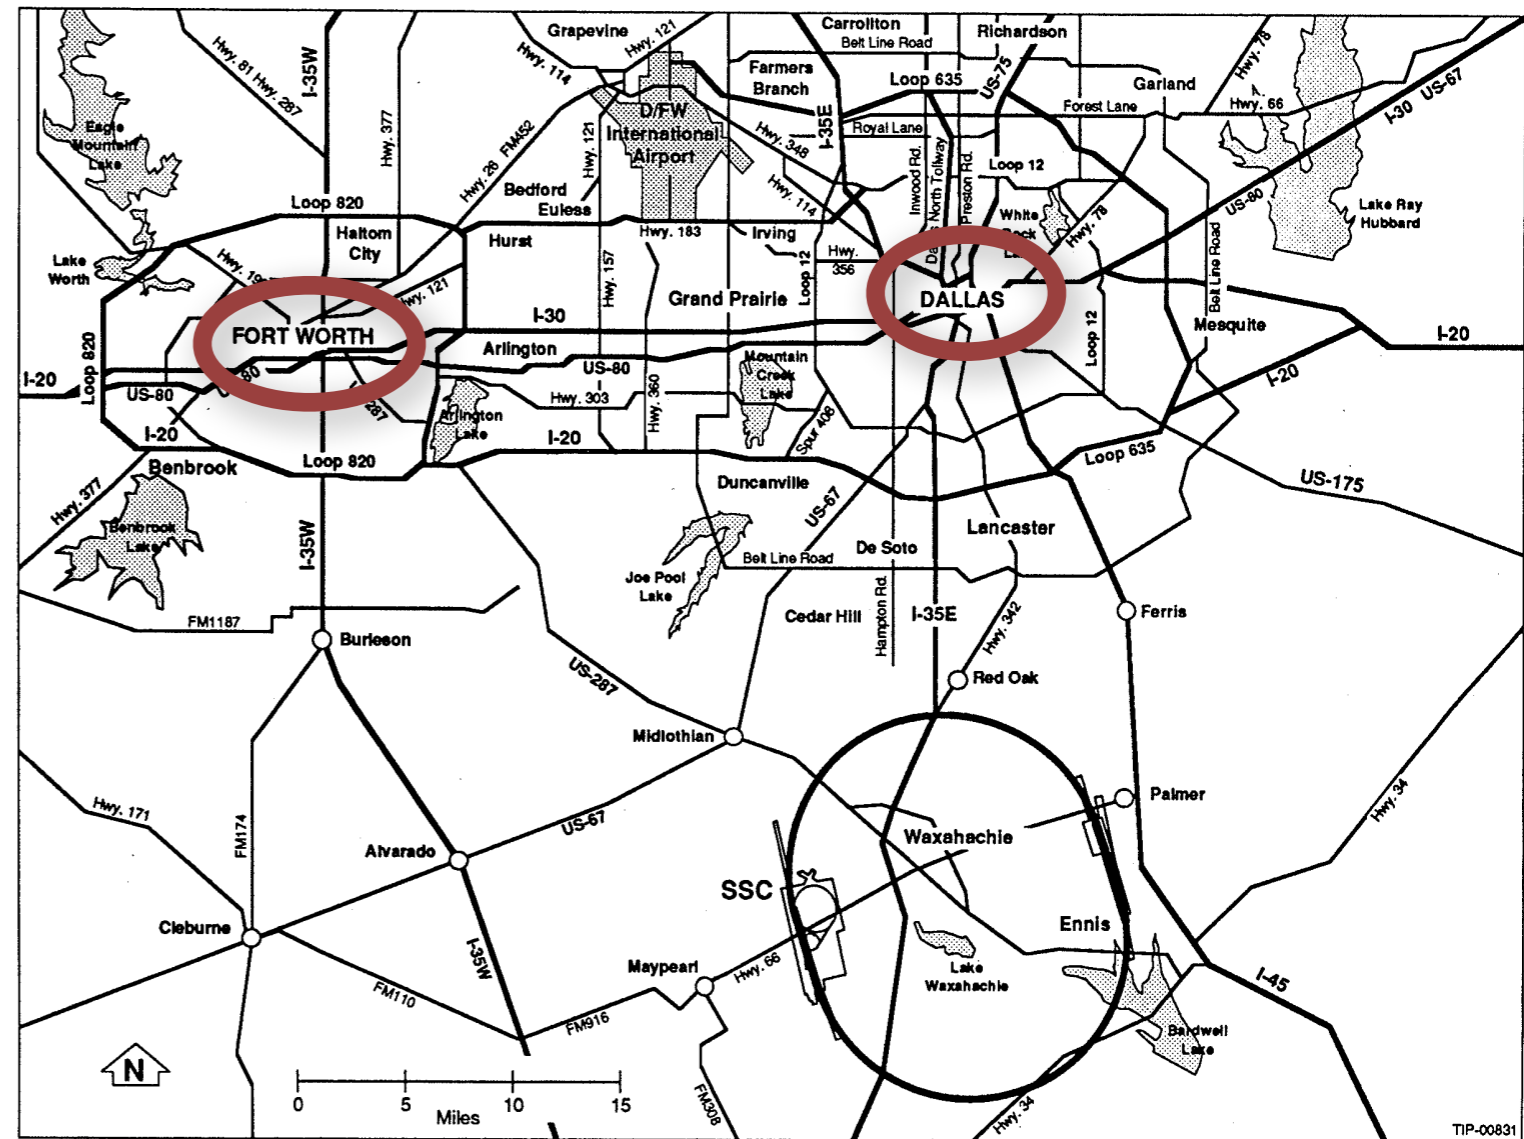 Grapevine
Hwy. 121
Carrollton
Richardson
Belt Line Road
Hwy. 81 Hwy. 287
I-35W
Hwy. 114
Farmers
Branch
Loop 635
US-75
Garland
Hwy. 78
I-30 US-67
Hwy. 377
Hwy. 26 FM452
Hwy. 121
D/FW
International
Airport
I-35E
Royal Lane
Forest Lane
Hwy. 66
Eagle
Mountain
Lake
Hwy. 348
Loop 12
Inwood Rd.
North Tollway
Preston Rd.
Bedford
Euless
Hwy. 114
US-80
Lake Ray
Hubbard
Loop 820
Haltom
City
Hurst
Hwy. 183
Irving
White
Hwy. 78
Lake
Worth
Hwy. 157
Loop 12
Hwy.
356
Belt Line Road
Hwy. 121
Grand Prairie
DALLAS
FORT WORTH
I-30
Arlington
US-80
Mountain
Creek
Lake
Loop 12
Mesquite
I-20
Loop 820
I-20
US-80
80
287
Hwy. 303
Hwy. 360
Spur 408
I-20
Arlington
Lake
I-20
I-20
Loop 820
Loop 635
Benbrook
Duncanville
US-175
Hwy. 377
US-67
Benbrook
Lake
I-35W
Lancaster
De Soto
Belt Line Road
Joe Pool
Lake
Cedar Hill
Hampton Rd.
I-35E
Hwy. 342
Ferris
FM1187
Burleson
US-287
Red Oak
Midlothian
Palmer
Hwy. 34
Hwy. 171
FM174
US-67
Waxahachie
Alvarado
SSC
Ennis
Cleburne
I-35W
Maypearl
Hwy. 66
Lake
Waxahachie
I-45
FM110
FM916
Bardwell
Lake
N
0 5 10 15
Miles
FM308
Hwy. 34
TIP-00831